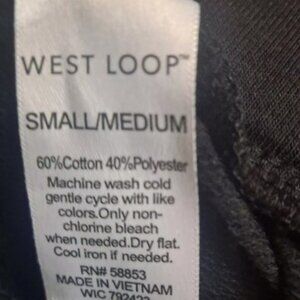 WEST LOOP™
SMALL/MEDIUM
60%Cotton 40%Polyester
Machine wash cold
gentle cycle with like
colors.Only non-
chlorine bleach
when needed.Dry flat.
Cool iron if needed.
RN# 58853
MADE IN VIETNAM
WIC